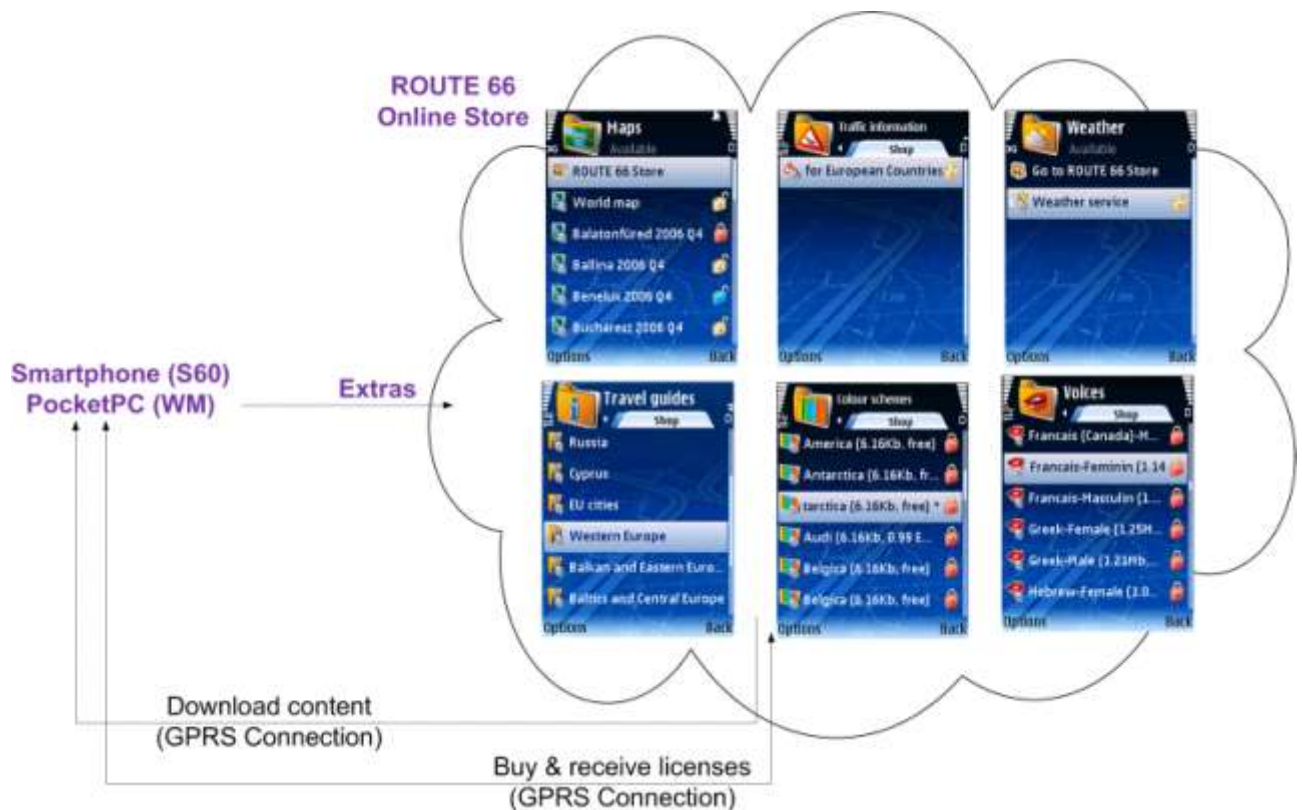 ROUTE 66
Online Store
Maps
Available
ROUTE 66 Store
World map
Balatonfüred 2006 Q4
Ballina 2006 Q4
Benelux 2006 Q4
Bucharest 2006 Q4
Options Back
Traffic information
Shop
for European Countries
Weather
Available
Go to ROUTE 66 Store
Weather service
Options Back
Smartphone (S60)
PocketPC (WM)
Extras
Travel guides
Shop
Russia
Cyprus
EU cities
Western Europe
Balkan and Eastern Euro...
Baltics and Central Europe
Options Back
Colour schemes
Shop
America (6.16Kb, free)
Antarctica (6.16Kb, fr...
tarctica (6.16Kb, free) *
Audi (6.16Kb, 0.99 E...
Belgica (6.16Kb, free)
Belgica (6.16Kb, free)
Options Back
Voices
Shop
Francais (Canada)-M...
Francais-Feminin (1.14
Francais-Masculin (1...
Greek-Female (1.25M...
Greek-Male (1.21Mb,...
Hebrew-Female (1.0...
Options Back
Download content
(GPRS Connection)
Buy & receive licenses
(GPRS Connection)